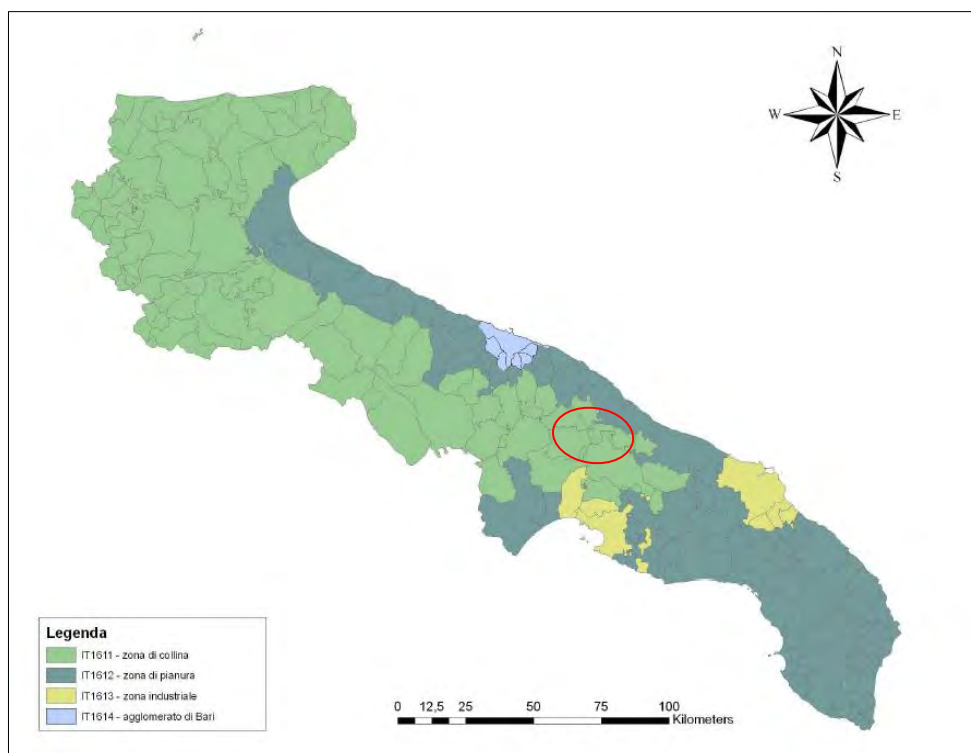 N
W
E
S
Legenda
IT1611 - zona di collina
IT1612 - zona di pianura
IT1613 - zona industriale
IT1614 - agglomerato di Bari
0 12,5 25 50 75 100
Kilometers